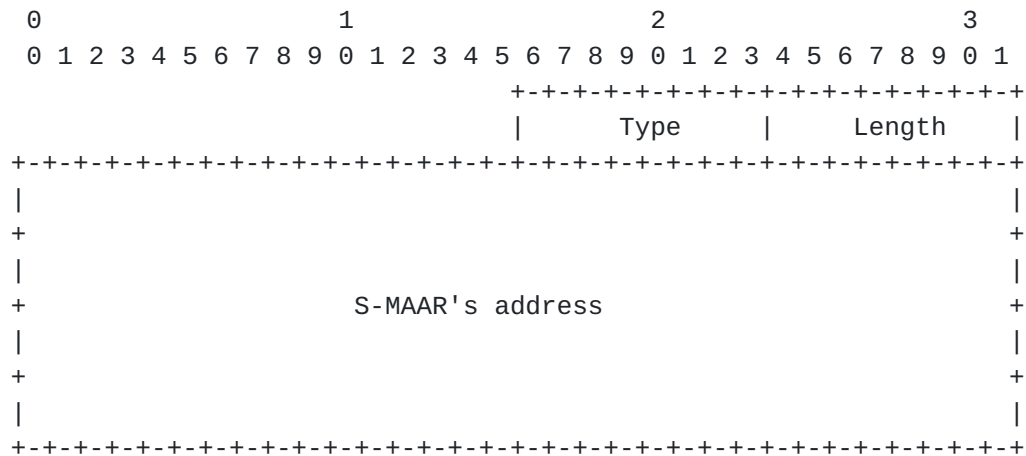 0                   1                   2                   3
 0 1 2 3 4 5 6 7 8 9 0 1 2 3 4 5 6 7 8 9 0 1 2 3 4 5 6 7 8 9 0 1
                                +-+-+-+-+-+-+-+-+-+-+-+-+-+-+-+-+
                                |      Type     |     Length    |
+-+-+-+-+-+-+-+-+-+-+-+-+-+-+-+-+-+-+-+-+-+-+-+-+-+-+-+-+-+-+-+-+
|                                                               |
+                                                               +
|                                                               |
+                     S-MAAR's address                          +
|                                                               |
+                                                               +
|                                                               |
+-+-+-+-+-+-+-+-+-+-+-+-+-+-+-+-+-+-+-+-+-+-+-+-+-+-+-+-+-+-+-+-+